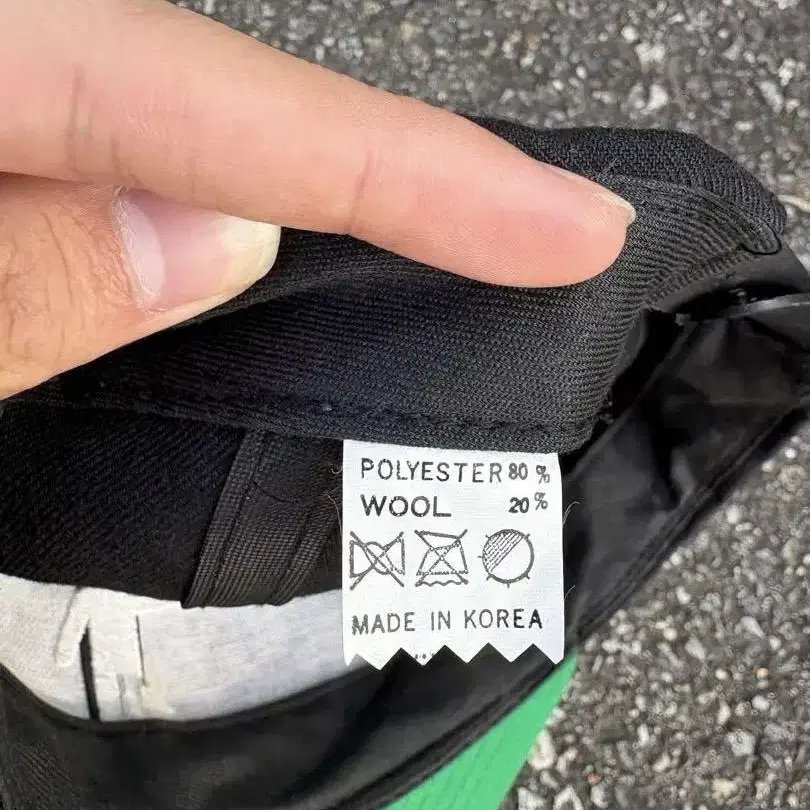 POLYESTER 80 %
WOOL 20 %
MADE IN KOREA